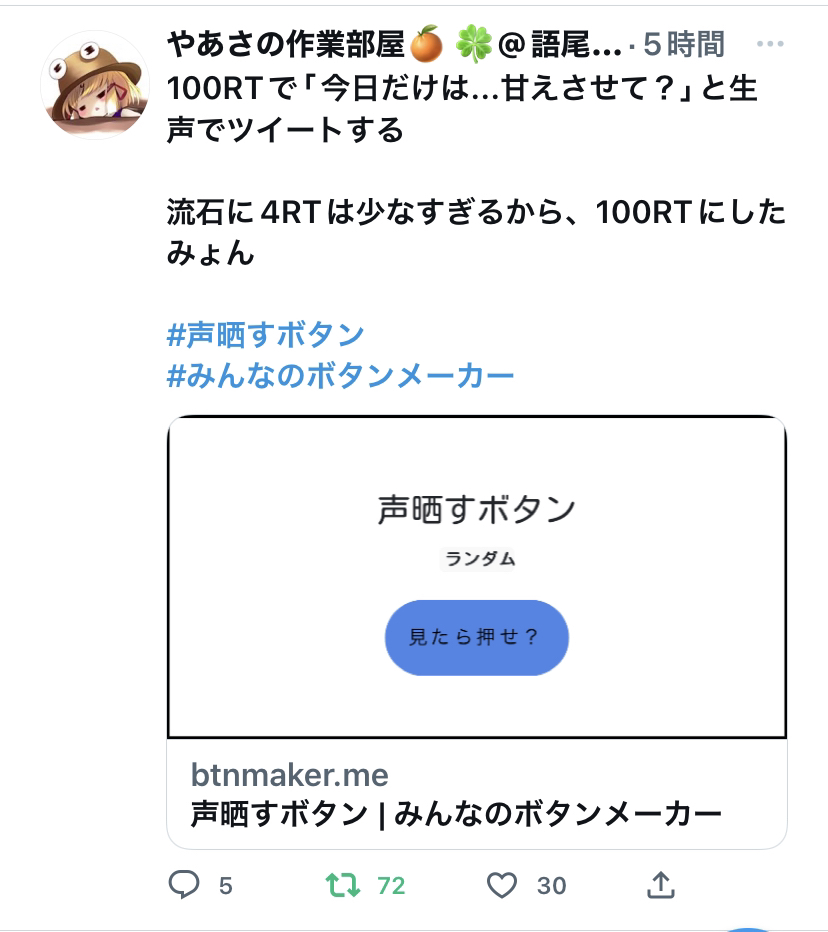 やあさの作業部屋🍊 🍀@語尾... · 5時間
100RTで「今日だけは...甘えさせて？」と生
声でツイートする
流石に4RTは少なすぎるから、100RTにした
みょん
#声晒すボタン
#みんなのボタンメーカー
声晒すボタン
ランダム
見たら押せ？
btnmaker.me
声晒すボタン | みんなのボタンメーカー
5 72 30